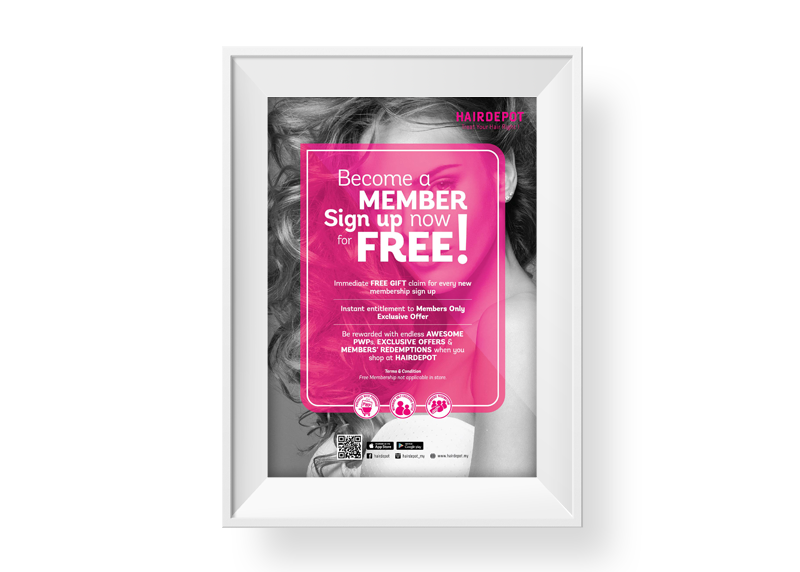 HAIRDEPOT
Become a
MEMBER
Sign up now
for FREE!
Immediate FREE GIFT claim for every new
membership sign up
Instant entitlement to Members Only
Exclusive Offer
Be rewarded with endless AWESOME
PWPs, EXCLUSIVE OFFERS &
MEMBERS' REDEMPTIONS when you
shop at HAIRDEPOT
Terms & Condition
Free Membership not applicable in store
App Store
Google play
hairdepot
hairdepot_my
www.hairdepot.my